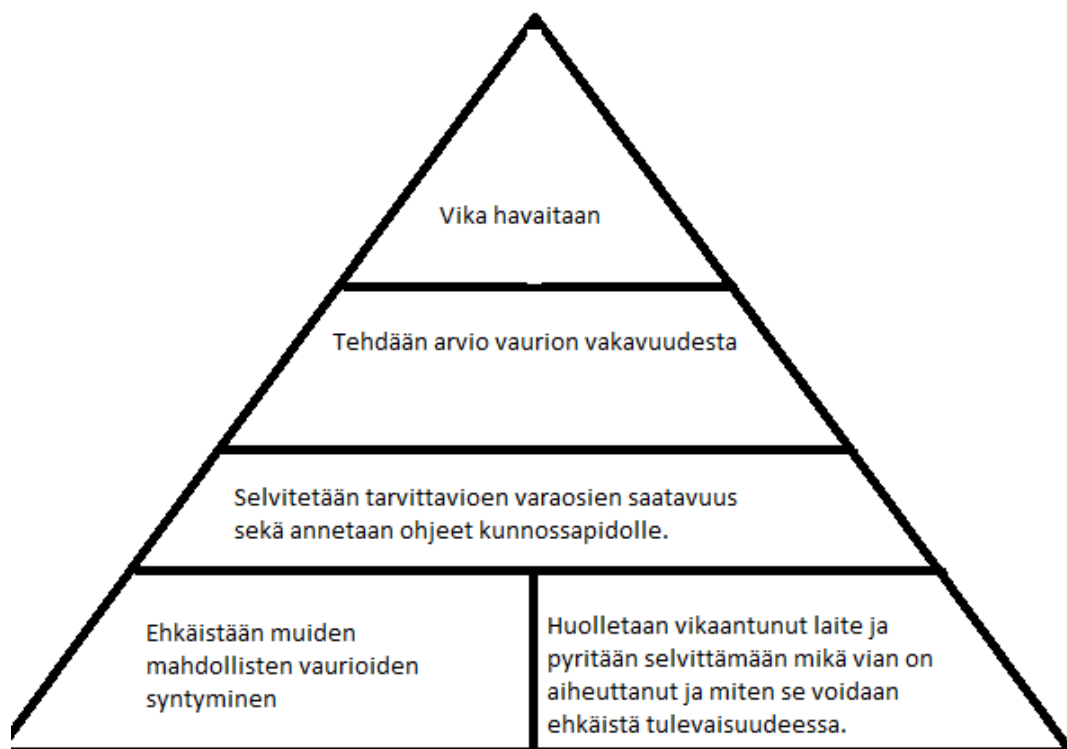 Vika havaitaan
Tehdään arvio vaurion vakavuudesta
Selvitetään tarvittavioen varaosien saatavuus
sekä annetaan ohjeet kunnossapidolle.
Ehkäistään muiden
mahdollisten vaurioiden
syntyminen
Huolletaan vikaantunut laite ja
pyritään selvittämään mikä vian on
aiheuttanut ja miten se voidaan
ehkäistä tulevaisuudeessa.